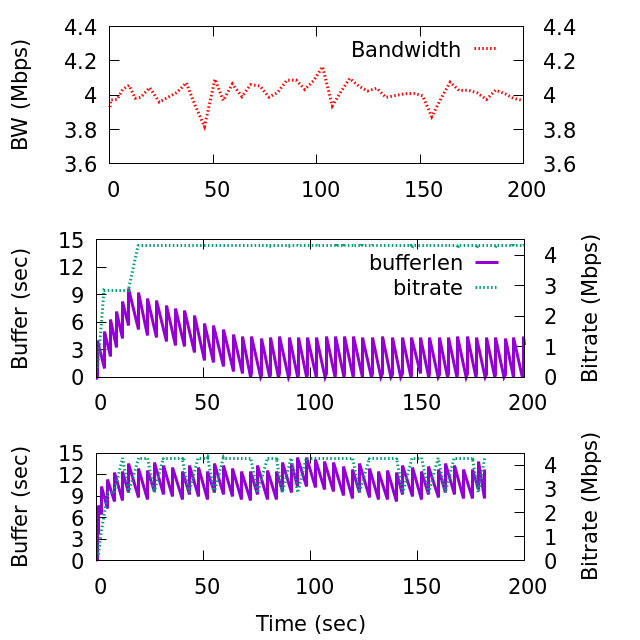 4.4 4.4
4.2 Bandwidth 4.2
4 4
3.8 3.8
3.6 3.6
BW (Mbps)
0 50 100 150 200
15
12 bufferlen 4
9 bitrate 3
6 2
3 1
0 0
Buffer (sec)
Bitrate (Mbps)
0 50 100 150 200
15
12 4
9 3
6 2
3 1
0 0
Buffer (sec)
Bitrate (Mbps)
0 50 100 150 200
Time (sec)